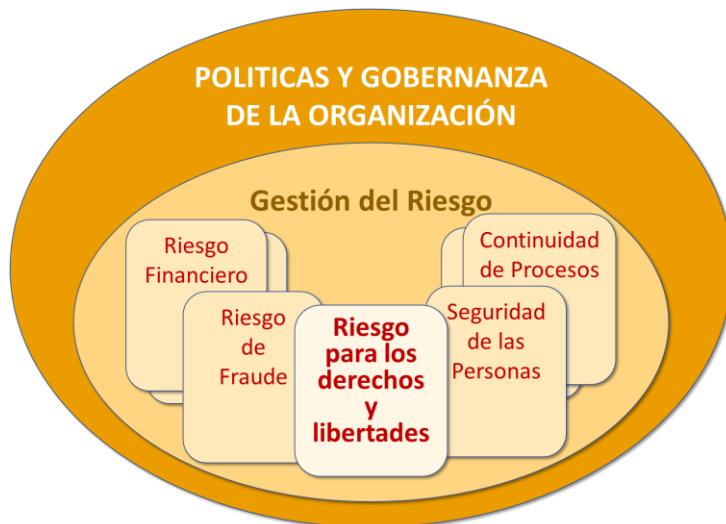 POLITICAS Y GOBERNANZA
DE LA ORGANIZACIÓN
Gestión del Riesgo
Riesgo
Financiero
Continuidad
de Procesos
Riesgo
de
Fraude
Riesgo
para los
derechos
y
libertades
Seguridad
de las
Personas